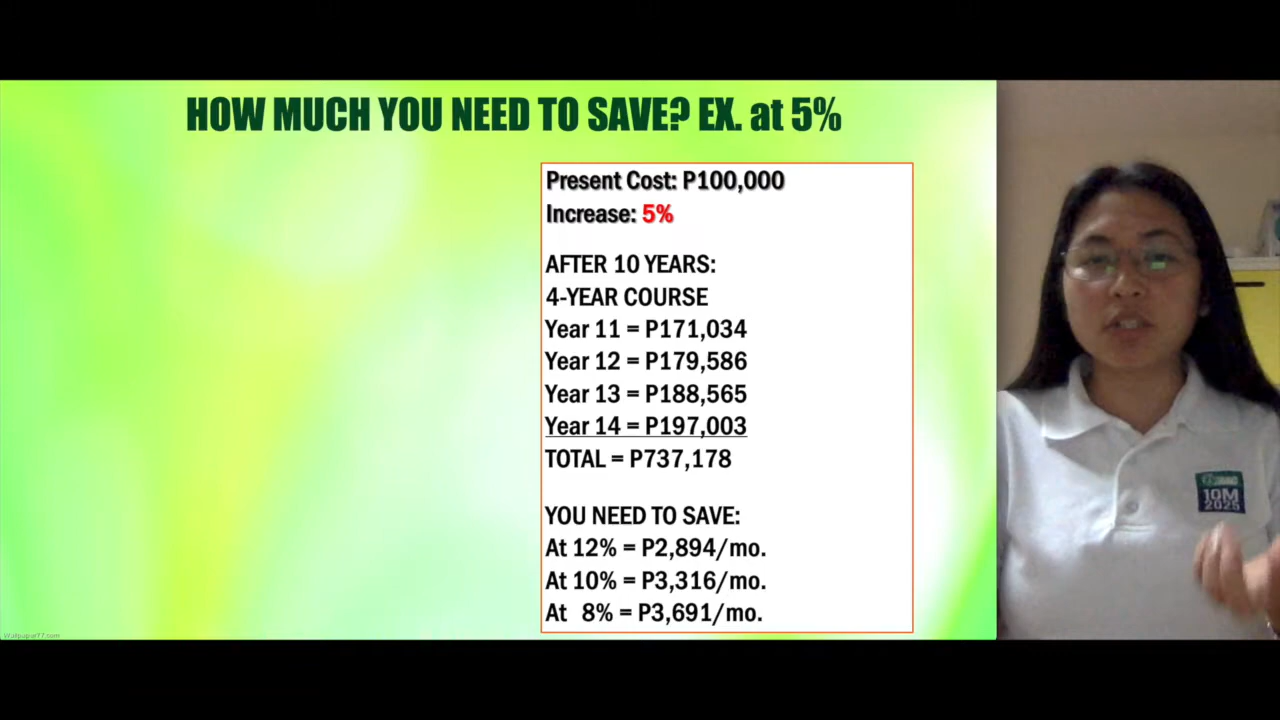 HOW MUCH YOU NEED TO SAVE? EX. at 5%
Present Cost: P100,000
Increase: 5%
AFTER 10 YEARS:
4-YEAR COURSE
Year 11 = P171,034
Year 12 = P179,586
Year 13 = P188,565
Year 14 = P197,003
TOTAL = P737,178
YOU NEED TO SAVE:
At 12% = P2,894/mo.
At 10% = P3,316/mo.
At 8% = P3,691/mo.
10M
2025